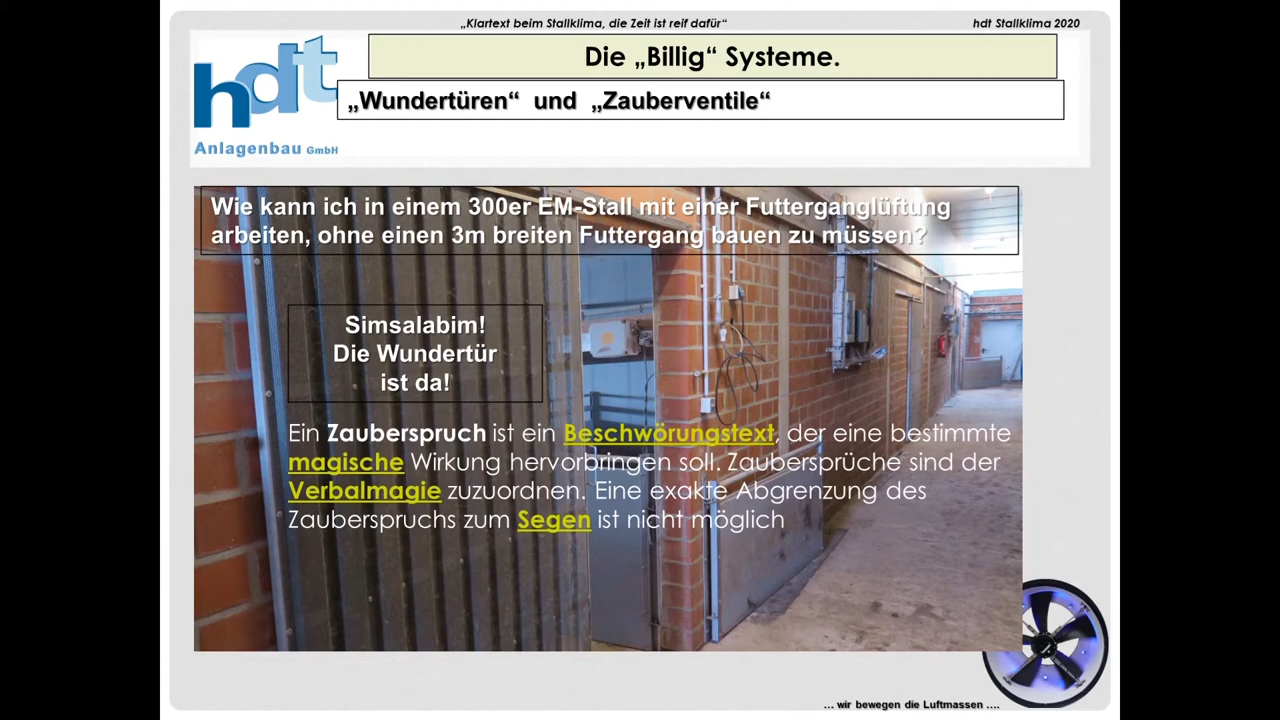 „Klartext beim Stallklima, die Zeit ist reif dafür“
hdt Stallklima 2020
hdt
Anlagenbau GmbH
Die „Billig“ Systeme.
„Wundertüren“ und „Zauberventile“
Wie kann ich in einem 300er EM-Stall mit einer Futterganglüftung
arbeiten, ohne einen 3m breiten Futtergang bauen zu müssen?
Simsalabim!
Die Wundertür
ist da!
Ein Zauberspruch ist ein Beschwörungstext, der eine bestimmte
magische Wirkung hervorbringen soll. Zaubersprüche sind der
Verbalmagie zuzuordnen. Eine exakte Abgrenzung des
Zauberspruchs zum Segen ist nicht möglich
... wir bewegen die Luftmassen ....